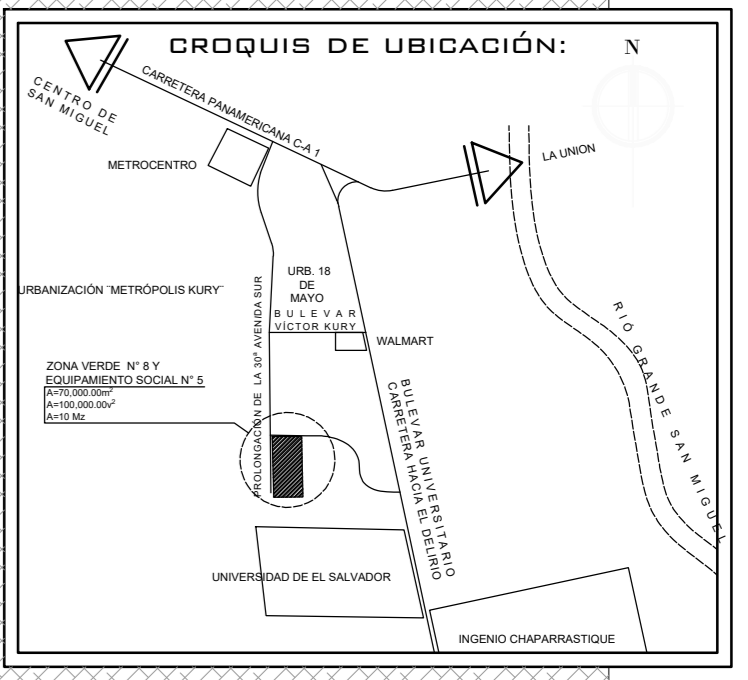 CROQUIS DE UBICACIÓN:
N
CENTRO DE
SAN MIGUEL
CARRETERA PANAMERICANA C-A 1
METROCENTRO
LA UNION
URBANIZACIÓN ¨METRÓPOLIS KURY¨
URB. 18
DE
MAYO
BULEVAR
VÍCTOR KURY
WALMART
RIÓ GRANDE SAN MIGUEL
PROLONGACIÓN DE LA 30ª AVENIDA SUR
ZONA VERDE N° 8 Y
EQUIPAMIENTO SOCIAL N° 5
A=70,000.00m²
A=100,000.00v²
A=10 Mz
BULEVAR UNIVERSITARIO
CARRETERA HACIA EL DELIRIO
UNIVERSIDAD DE EL SALVADOR
INGENIO CHAPARRASTIQUE